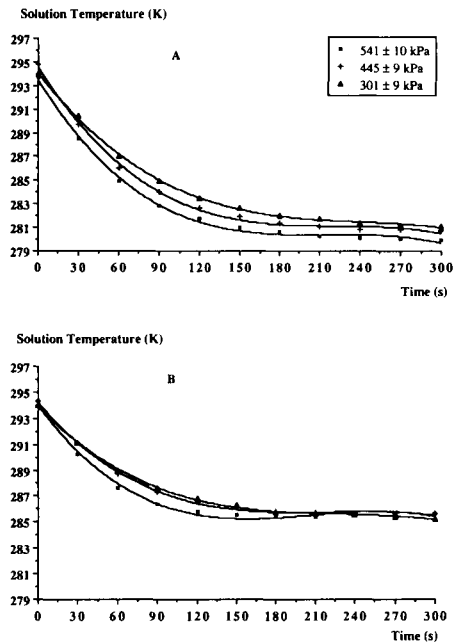 Solution Temperature (K)
A
541 ± 10 kPa
445 ± 9 kPa
301 ± 9 kPa
297
295
293
291
289
287
285
283
281
279
0 30 60 90 120 150 180 210 240 270 300
Time (s)
Solution Temperature (K)
B
297
295
293
291
289
287
285
283
281
279
0 30 60 90 120 150 180 210 240 270 300
Time (s)